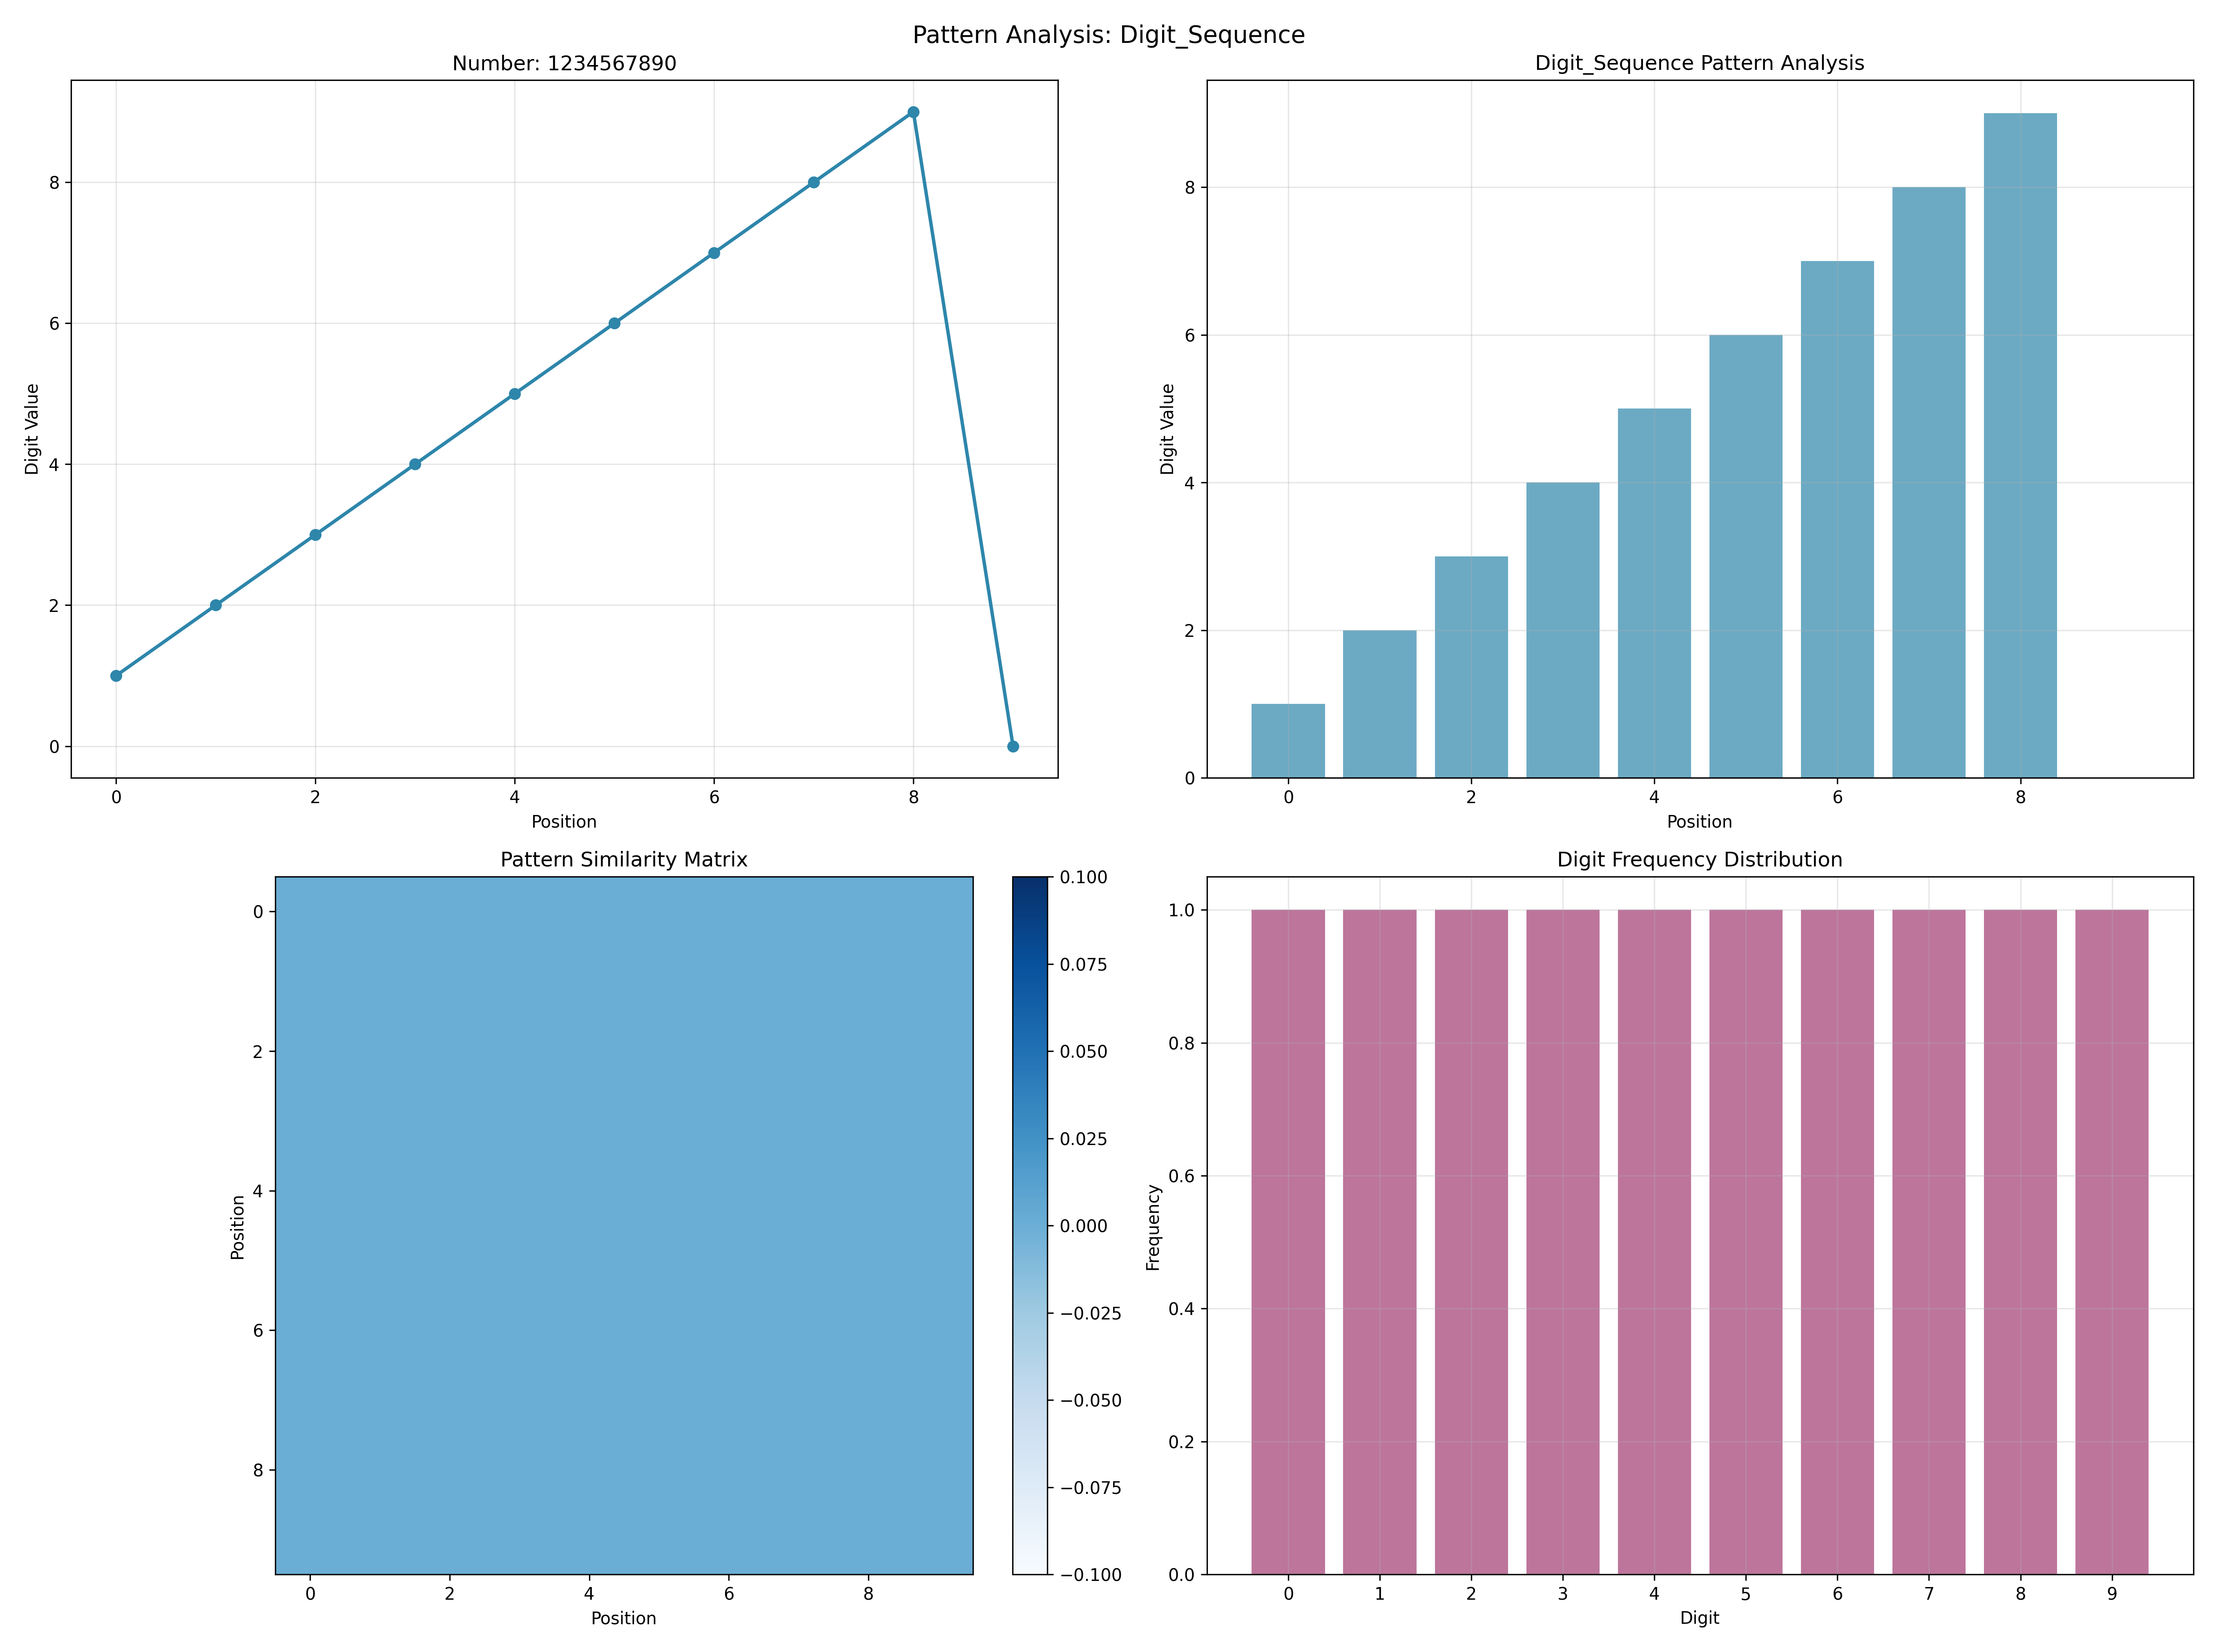 Pattern Analysis: Digit_Sequence
Number: 1234567890
Digit Value
8
6
4
2
0
0 2 4 6 8
Position
Digit_Sequence Pattern Analysis
Digit Value
8
6
4
2
0
0 2 4 6 8
Position
Pattern Similarity Matrix
Position
0
2
4
6
8
0 2 4 6 8
Position
0.100
0.075
0.050
0.025
0.000
−0.025
−0.050
−0.075
−0.100
Digit Frequency Distribution
Frequency
1.0
0.8
0.6
0.4
0.2
0.0
0 1 2 3 4 5 6 7 8 9
Digit